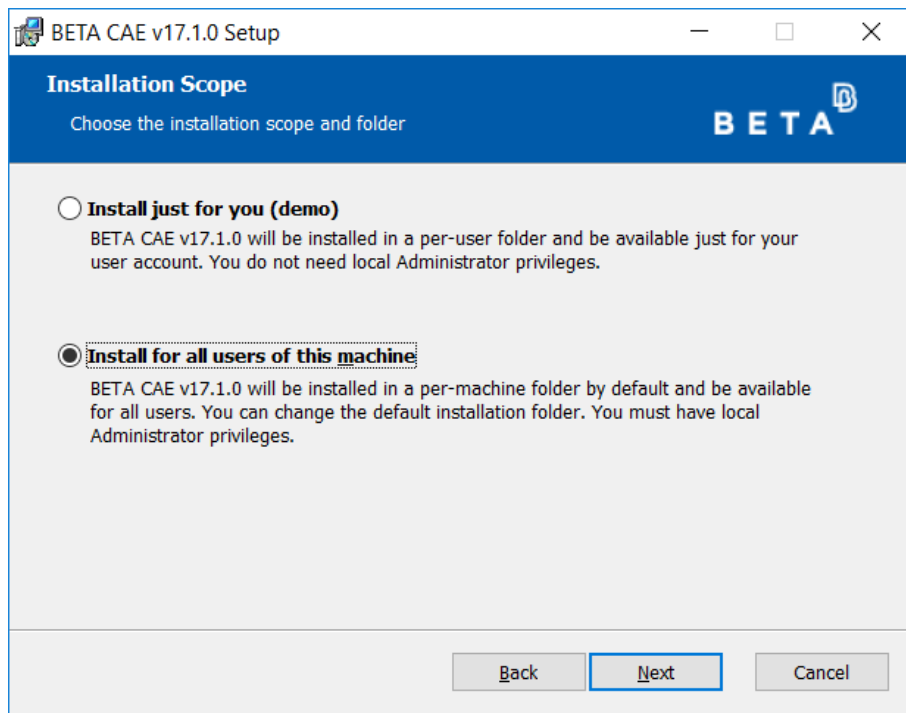 BETA CAE v17.1.0 Setup
Installation Scope
Choose the installation scope and folder
BETA
Install just for you (demo)
BETA CAE v17.1.0 will be installed in a per-user folder and be available just for your
user account. You do not need local Administrator privileges.
Install for all users of this machine
BETA CAE v17.1.0 will be installed in a per-machine folder by default and be available
for all users. You can change the default installation folder. You must have local
Administrator privileges.
Back Next Cancel